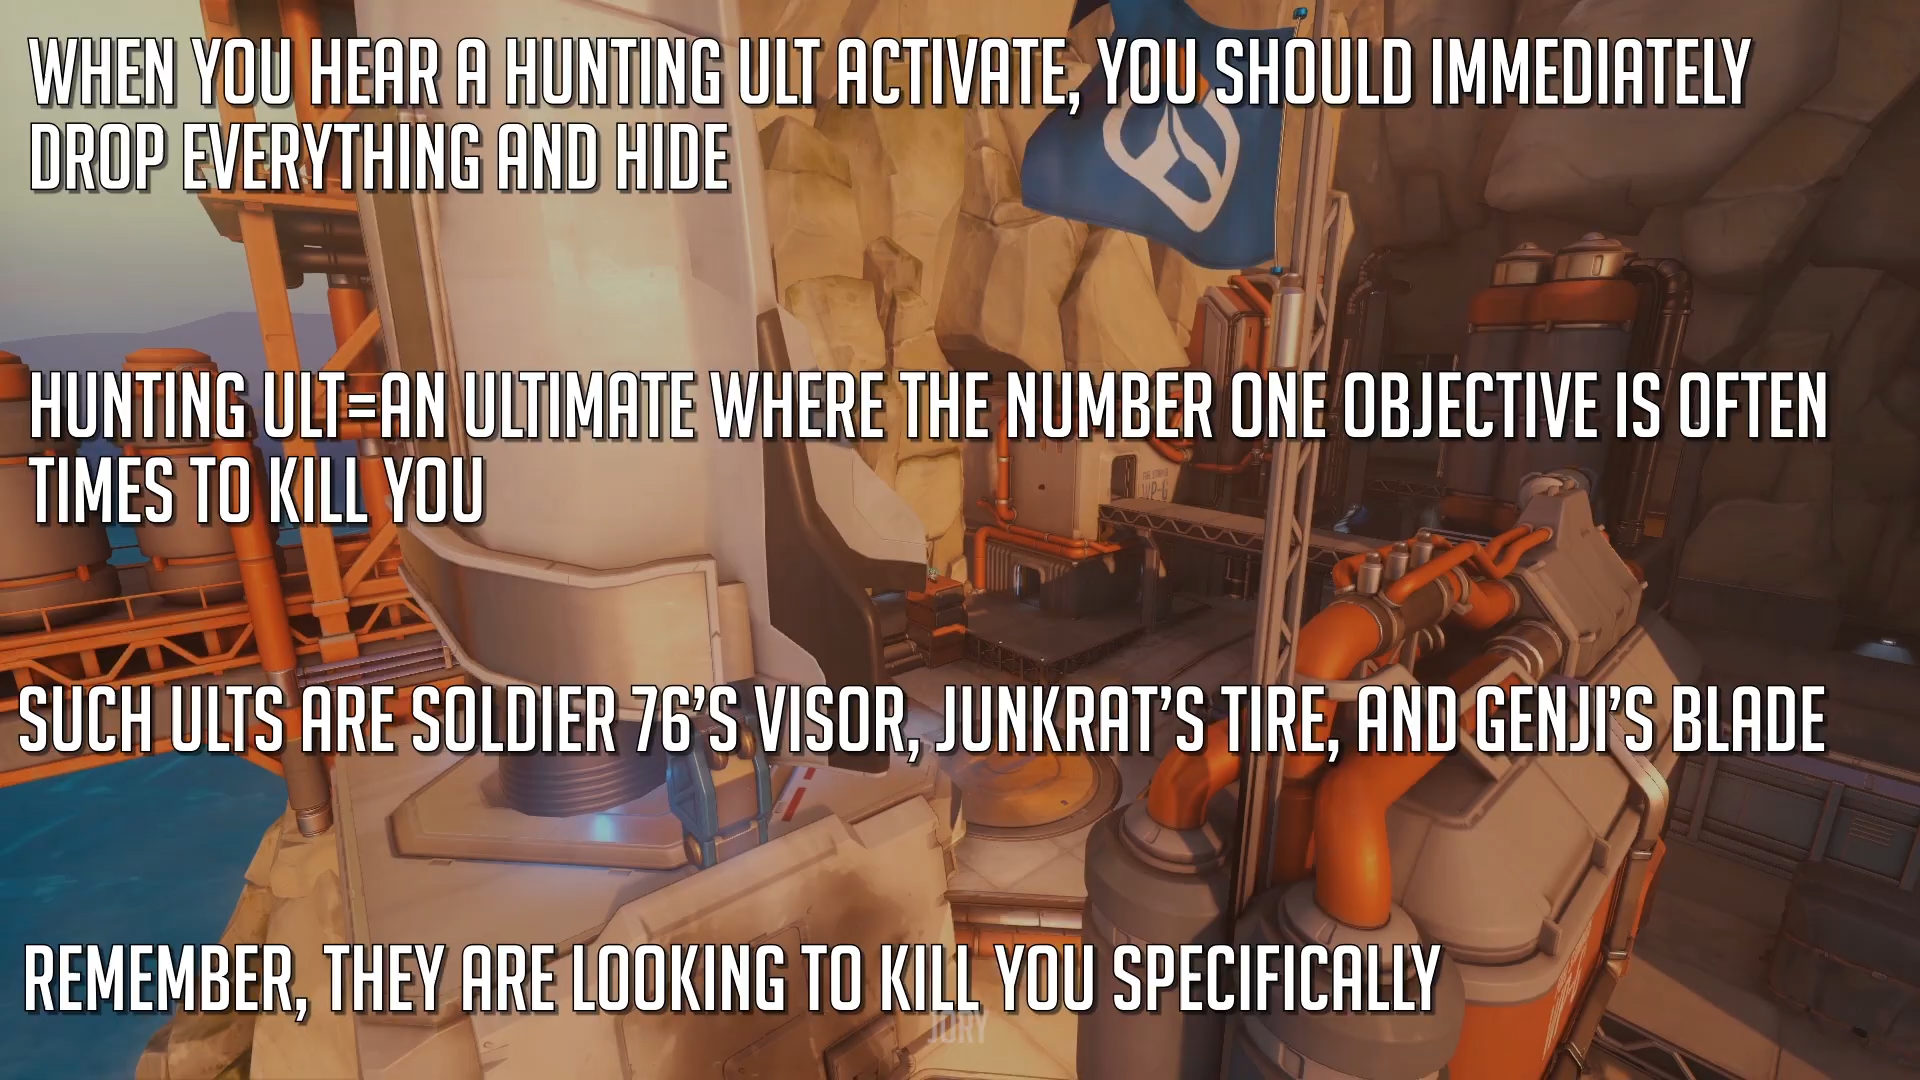 WHEN YOU HEAR A HUNTING ULT ACTIVATE, YOU SHOULD IMMEDIATELY
DROP EVERYTHING AND HIDE
HUNTING ULT=AN ULTIMATE WHERE THE NUMBER ONE OBJECTIVE IS OFTEN
TIMES TO KILL YOU
SUCH ULTS ARE SOLDIER 76'S VISOR, JUNKRAT'S TIRE, AND GENJI'S BLADE
REMEMBER, THEY ARE LOOKING TO KILL YOU SPECIFICALLY
JORY